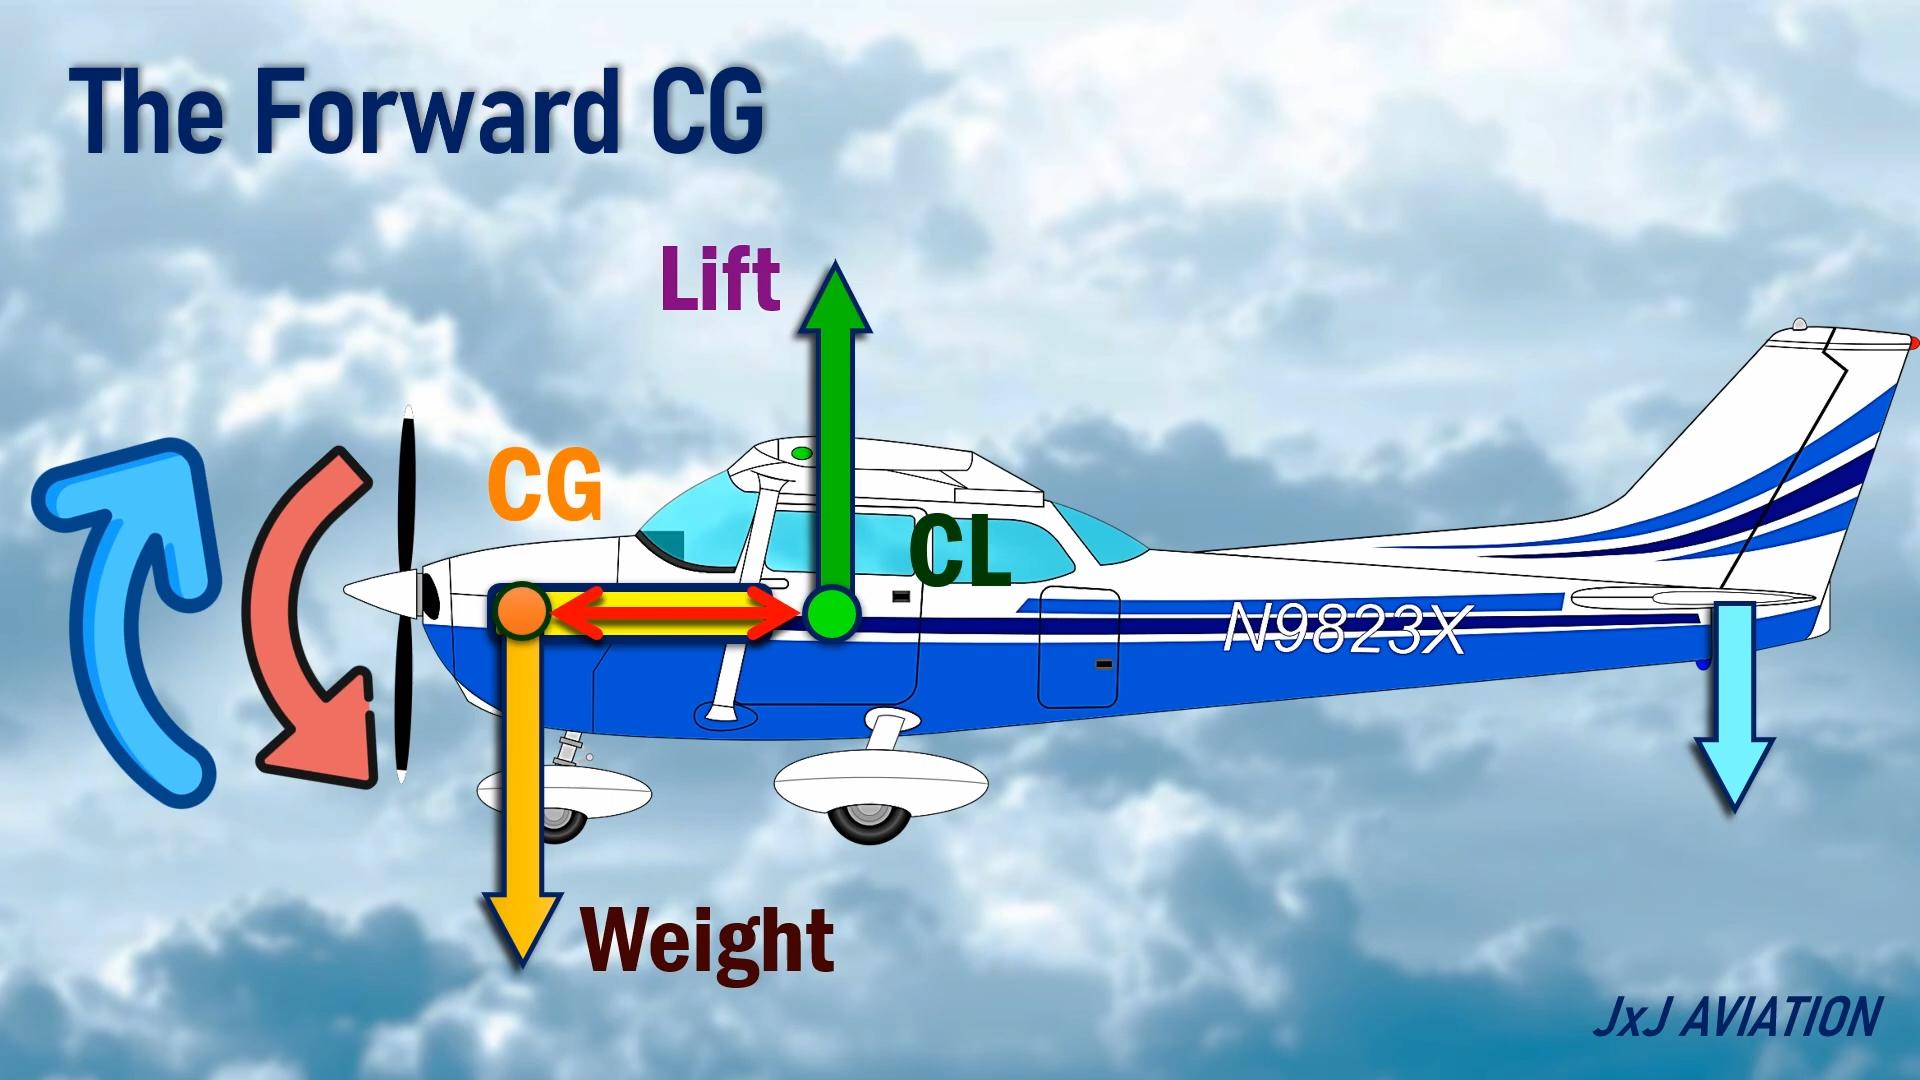 The Forward CG
Lift
CG
CL
N9823X
Weight
JxJ AVIATION